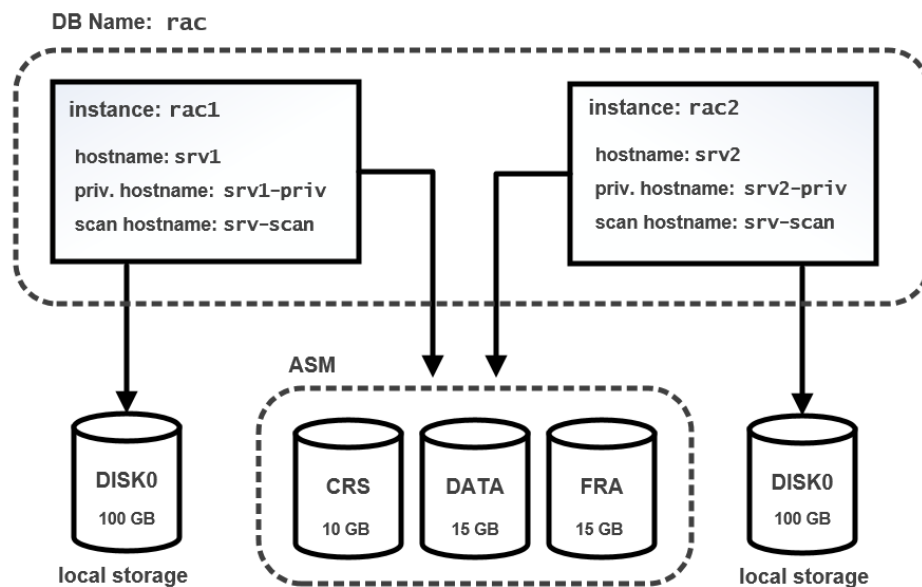 DB Name: rac
instance: rac1
hostname: srv1
priv. hostname: srv1-priv
scan hostname: srv-scan
instance: rac2
hostname: srv2
priv. hostname: srv2-priv
scan hostname: srv-scan
ASM
DISK0
100 GB
local storage
CRS
10 GB
DATA
15 GB
FRA
15 GB
DISK0
100 GB
local storage